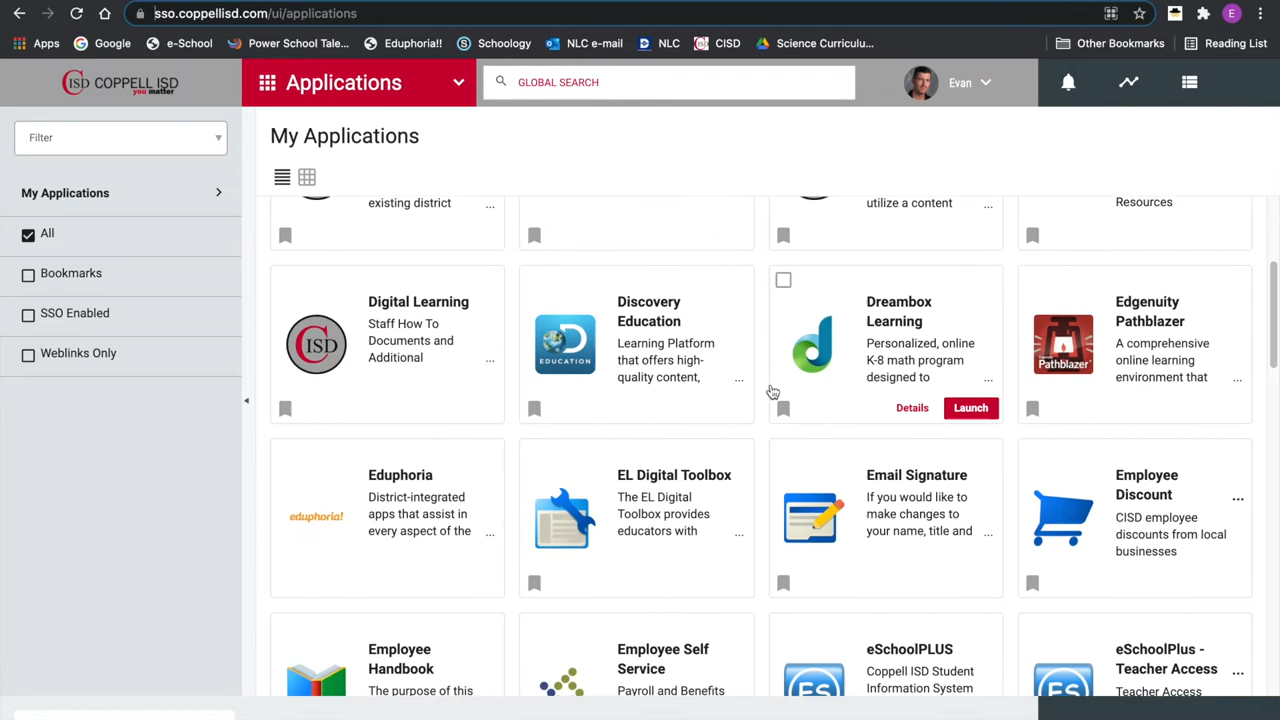 sso.coppellisd.com/ui/applications
E
Apps Google e-School Power School Tale... Eduphoria!! Schoology NLC e-mail NLC CISD Science Curriculu... Other Bookmarks Reading List
CISD COPPELL ISD
you matter
Applications
GLOBAL SEARCH
Evan
Filter
My Applications
All
Bookmarks
SSO Enabled
Weblinks Only
My Applications
existing district ...
utilize a content ...
Resources
CISD
Digital Learning
Staff How To
Documents and
Additional ...
EDUCATION
Discovery
Education
Learning Platform
that offers high-
quality content, ...
Dreambox
Learning
Personalized, online
K-8 math program
designed to ...
Details Launch
Pathblazer
Edgenuity
Pathblazer
A comprehensive
online learning
environment that ...
eduphoria!
Eduphoria
District-integrated
apps that assist in
every aspect of the ...
EL Digital Toolbox
The EL Digital
Toolbox provides
educators with ...
Email Signature
If you would like to
make changes to
your name, title and ...
Employee
Discount ...
CISD employee
discounts from local
businesses
Employee
Handbook
The purpose of this
Employee Self
Service
Payroll and Benefits
ES
eSchoolPLUS
Coppell ISD Student
Information System
ES
eSchoolPlus -
Teacher Access ...
Teacher Access